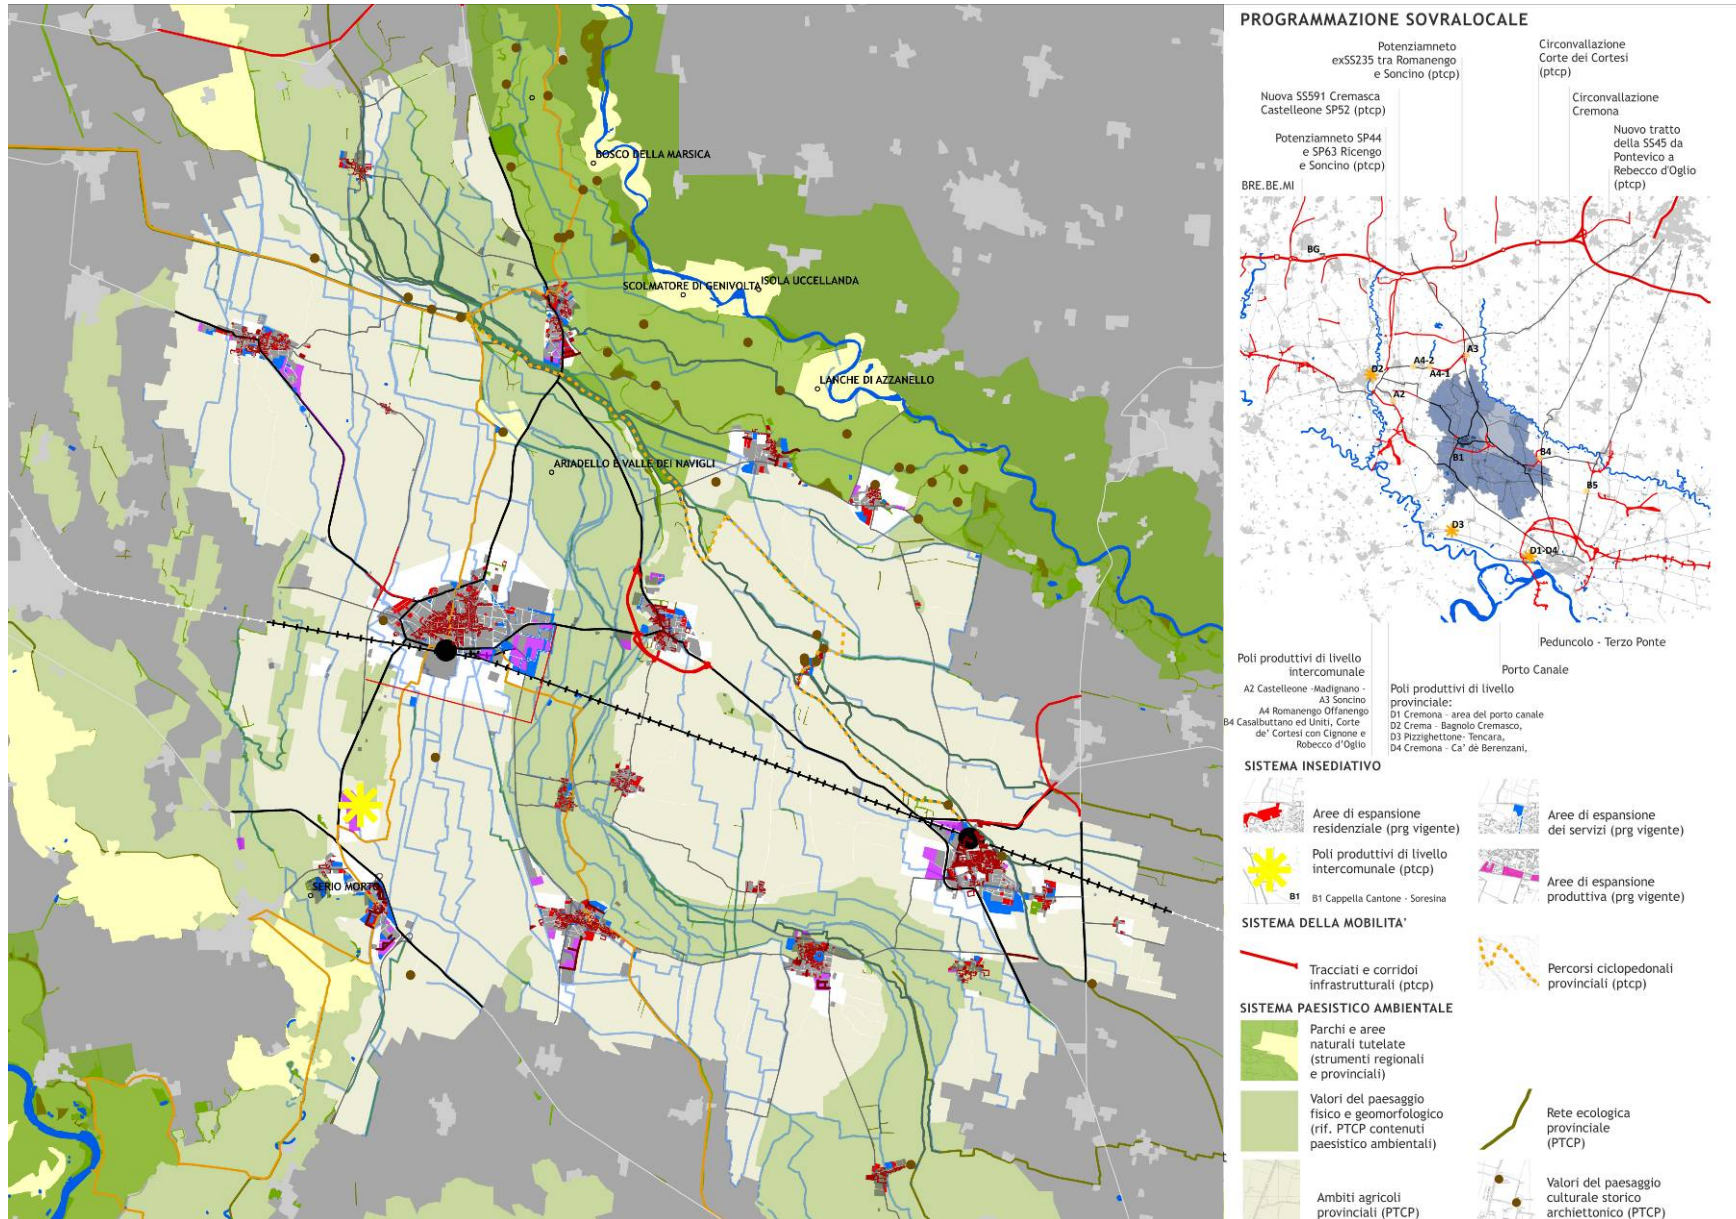 BOSCO DELLA MARSICA
SCOLMATORE DI GENIVOLTA
ISOLA UCCELLANDA
LANCHE DI AZZANELLO
ARIADELLO E VALLE DEI NAVIGLI
SERIO MORTO
PROGRAMMAZIONE SOVRALOCALE
Potenziamneto
exSS235 tra Romanengo
e Soncino (ptcp)
Circonvallazione
Corte dei Cortesi
(ptcp)
Nuova SS591 Cremasca
Castelleone SP52 (ptcp)
Circonvallazione
Cremona
Potenziamneto SP44
e SP63 Ricengo
e Soncino (ptcp)
Nuovo tratto
della SS45 da
Pontevico a
Rebecco d'Oglio
(ptcp)
BRE.BE.MI
BG_
A3
A4-2
A4-1
D2
A2
B1
B4
B5
D3
D1-D4
Peduncolo - Terzo Ponte
Porto Canale
Poli produttivi di livello
intercomunale
A2 Castelleone -Madignano -
A3 Soncino
A4 Romanengo Offanengo
B4 Casalbuttano ed Uniti, Corte
de' Cortesi con Cignone e
Robecco d'Oglio
Poli produttivi di livello
provinciale:
D1 Cremona - area del porto canale
D2 Crema - Bagnolo Cremasco,
D3 Pizzighettone- Tencara,
D4 Cremona - Ca' dè Berenzani,
SISTEMA INSEDIATIVO
Aree di espansione
residenziale (prg vigente)
Aree di espansione
dei servizi (prg vigente)
Poli produttivi di livello
intercomunale (ptcp)
B1 B1 Cappella Cantone - Soresina
Aree di espansione
produttiva (prg vigente)
SISTEMA DELLA MOBILITA'
Tracciati e corridoi
infrastrutturali (ptcp)
Percorsi ciclopedonali
provinciali (ptcp)
SISTEMA PAESISTICO AMBIENTALE
Parchi e aree
naturali tutelate
(strumenti regionali
e provinciali)
Valori del paesaggio
fisico e geomorfologico
(rif. PTCP contenuti
paesistico ambientali)
Rete ecologica
provinciale
(PTCP)
Ambiti agricoli
provinciali (PTCP)
Valori del paesaggio
culturale storico
archiettonico (PTCP)